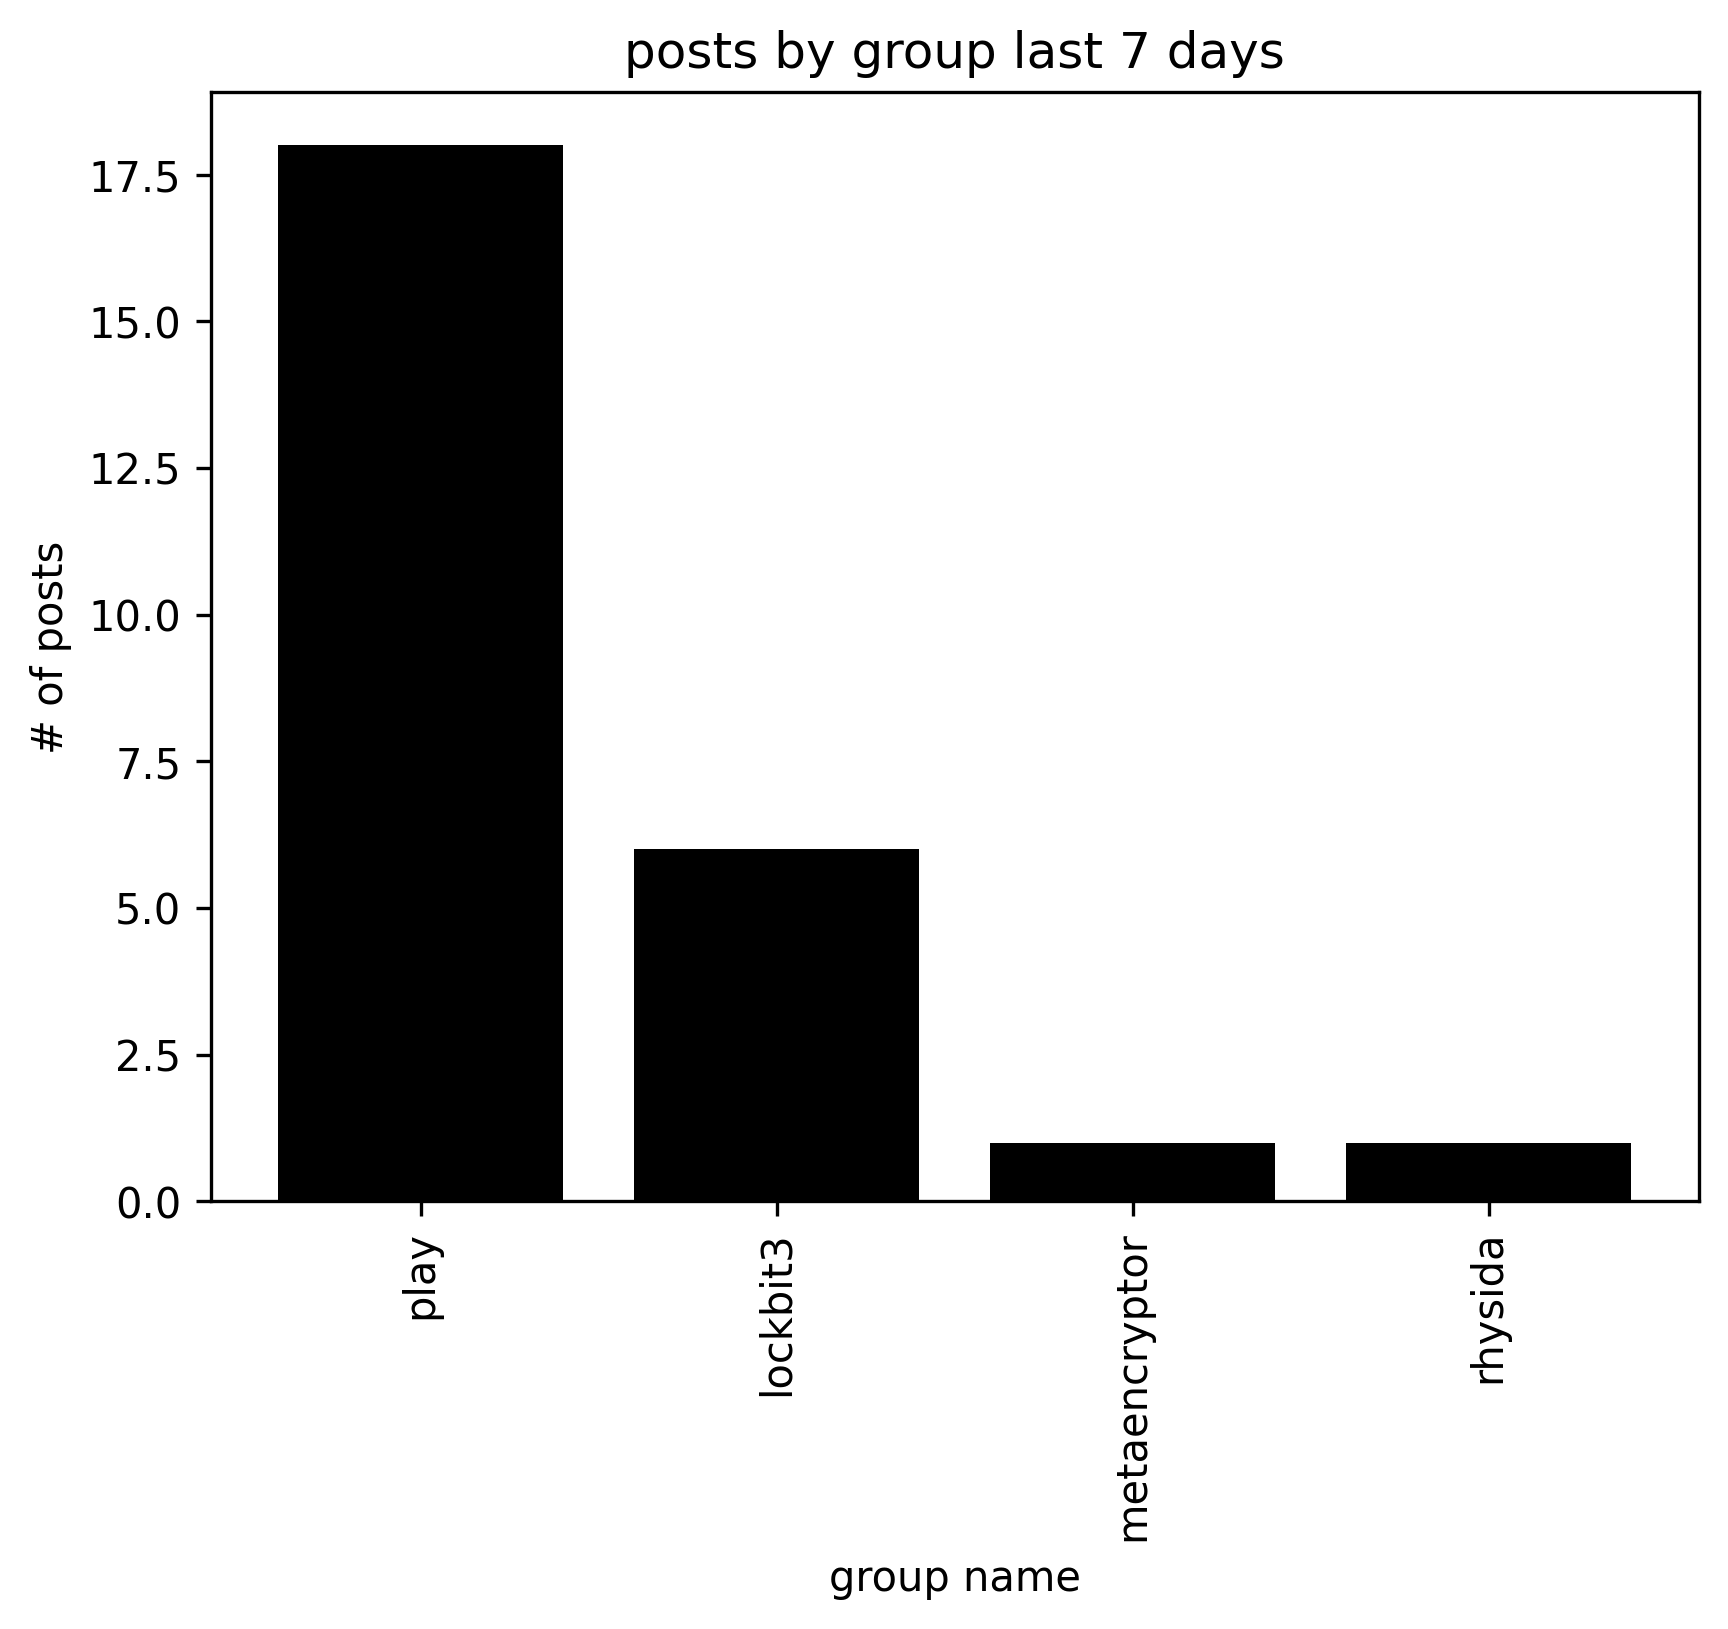 posts by group last 7 days
# of posts
17.5
15.0
12.5
10.0
7.5
5.0
2.5
0.0
play
lockbit3
metaencryptor
rhysida
group name